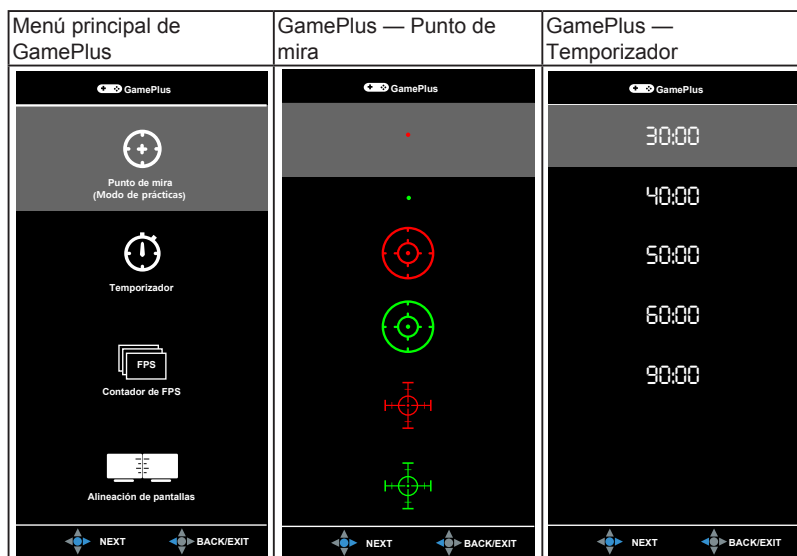 Menú principal de
GamePlus
GamePlus — Punto de
mira
GamePlus —
Temporizador
GamePlus
Punto de mira
(Modo de prácticas)
Temporizador
FPS
Contador de FPS
Alineación de pantallas
NEXT BACK/EXIT
GamePlus
NEXT BACK/EXIT
GamePlus
30:00
40:00
50:00
60:00
90:00
NEXT BACK/EXIT